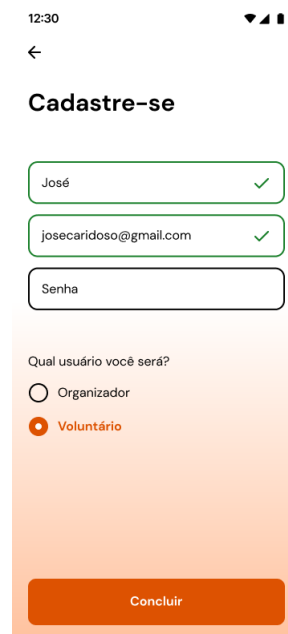 12:30
Cadastre-se
José
josecaridoso@gmail.com
Senha
Qual usuário você será?
Organizador
Voluntário
Concluir